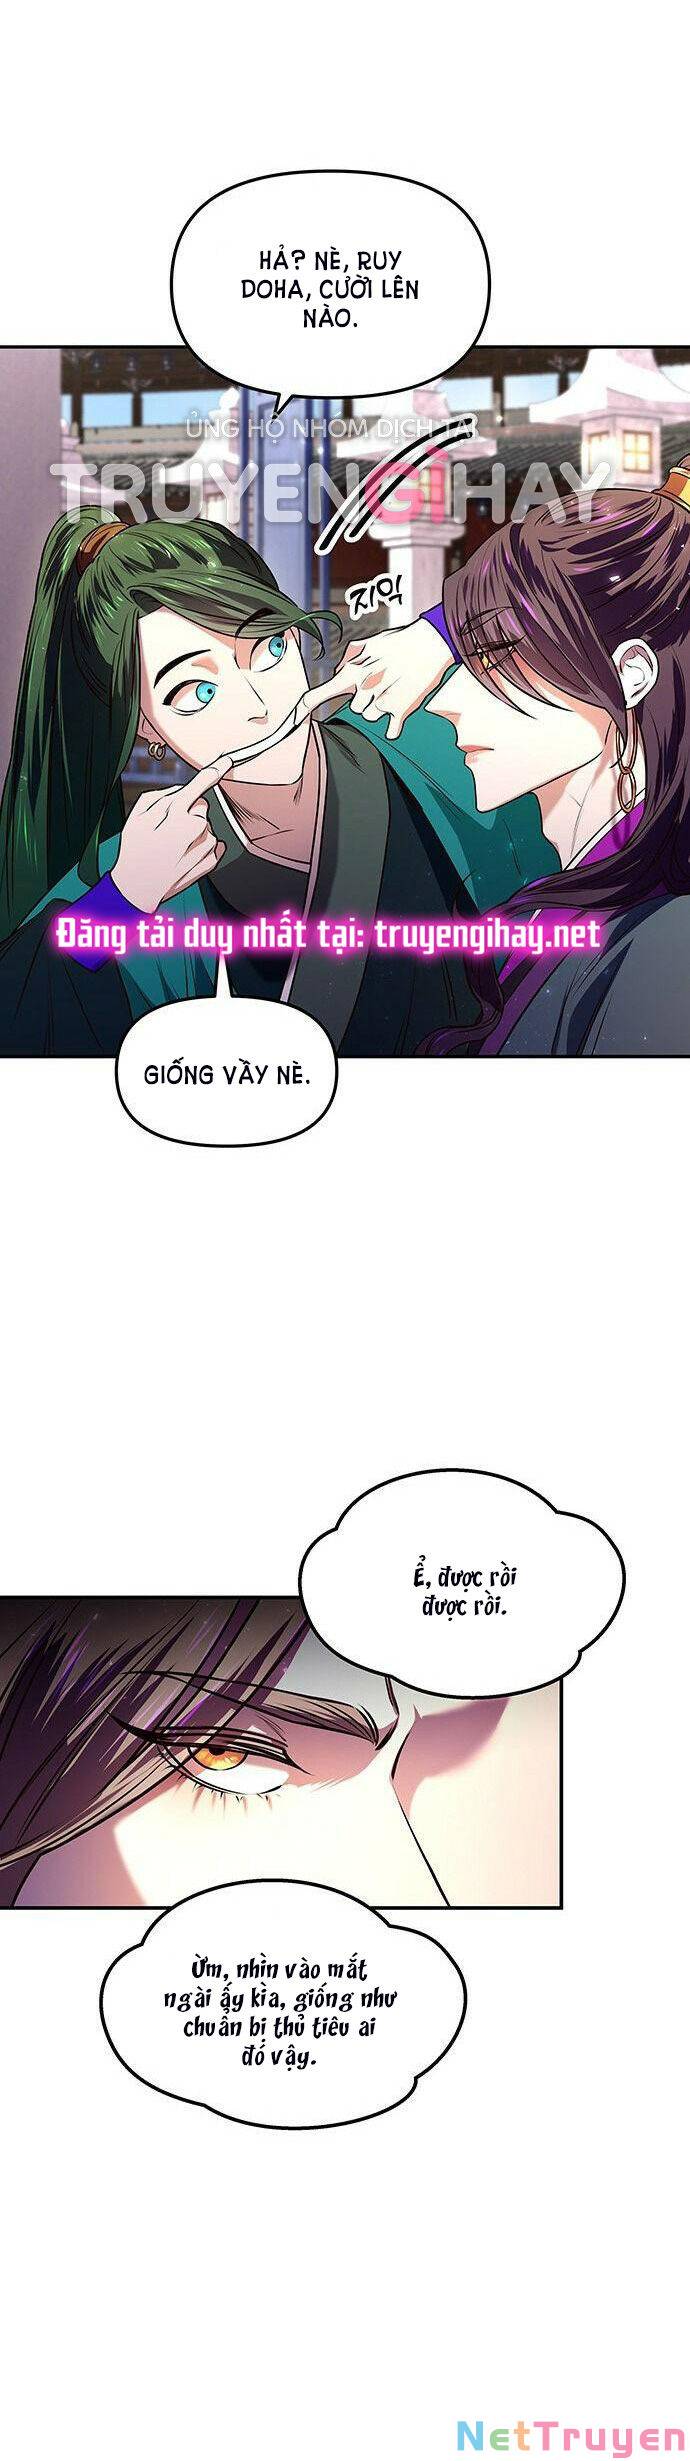 HẢ? NÈ, RUY
DOHA, CƯỜI LÊN
NÀO.
ỦNG HỘ NHÓM DỊCH TẠI
TRUYENGIHAY
지익
Đăng tải duy nhất tại: truyengihay.net
GIỐNG VẦY NÈ.
Ể, được rồi
được rồi.
Ừm, nhìn vào mắt
ngài ấy kìa, giống như
chuẩn bị thủ tiêu ai
đó vậy.
NetTruyen